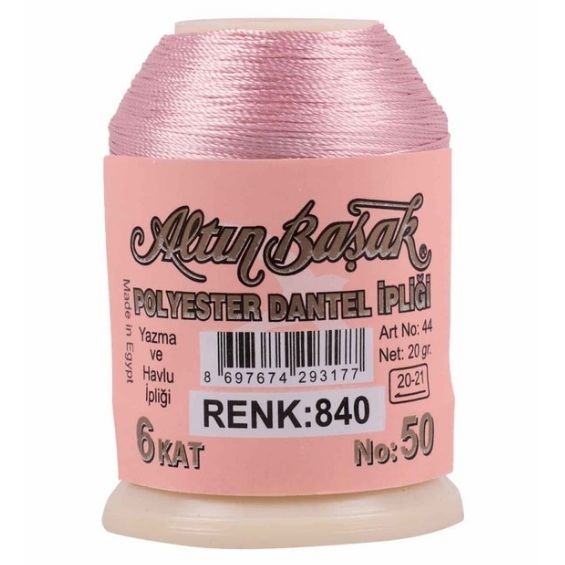 Altın Başak®
POLYESTER DANTEL İPLİĞİ
Made in Egypt
Yazma
ve
Havlu
İpliği
8 697674 293177
Art No: 44
Net: 20 gr.
20-21
RENK:840
6 KAT
No: 50